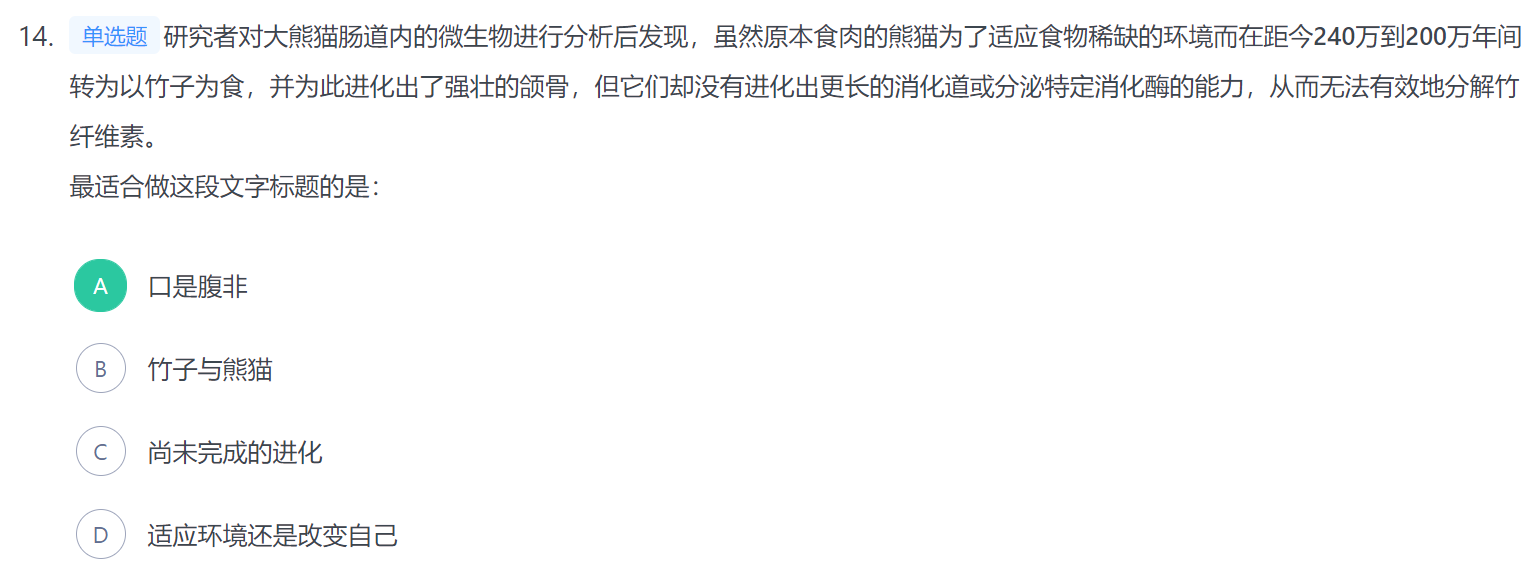 14. 单选题 研究者对大熊猫肠道内的微生物进行分析后发现，虽然原本食肉的熊猫为了适应食物稀缺的环境而在距今240万到200万年间
转为以竹子为食，并为此进化出了强壮的颌骨，但它们却没有进化出更长的消化道或分泌特定消化酶的能力，从而无法有效地分解竹
纤维素。
最适合做这段文字标题的是：
A 口是腹非
B 竹子与熊猫
C 尚未完成的进化
D 适应环境还是改变自己